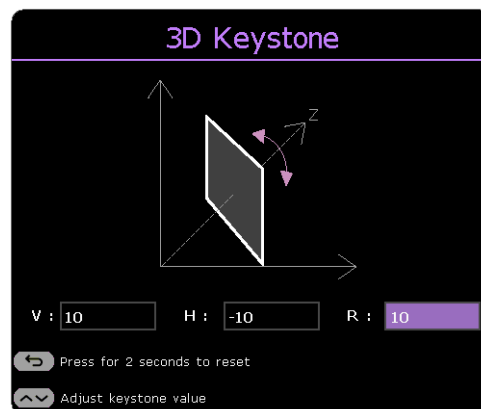 3D Keystone
Z
V : 10 H : -10 R : 10
Press for 2 seconds to reset
Adjust keystone value